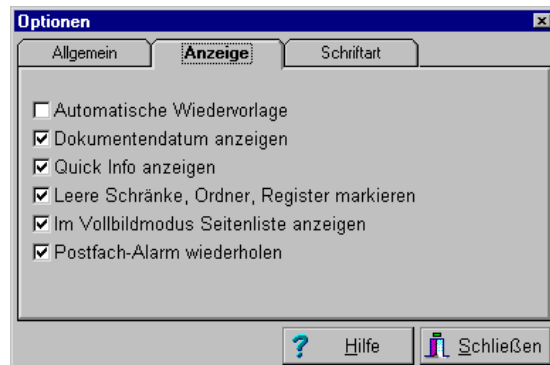 Optionen
Allgemein Anzeige Schriftart
Automatische Wiedervorlage
Dokumentendatum anzeigen
Quick Info anzeigen
Leere Schränke, Ordner, Register markieren
Im Vollbildmodus Seitenliste anzeigen
Postfach-Alarm wiederholen
Hilfe Schließen